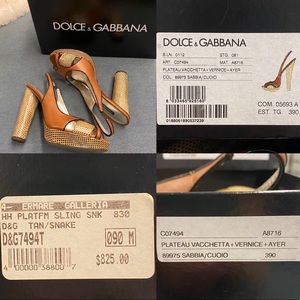 DOLCE & GABBANA
DOLCE & GABBANA
B.L.N. 0112 STG. 081
ART. C07494 MAT. A8716
PLATEAU VACCHETTA+VERNICE+AYER
COL. 89975 SABBIA/CUOIO
COM. 05693 A
EST. TG. 390
ERMARE GALLERIA
HH PLATFM SLING SNK 830
D&G TAN/SNAKE
D&G7494T 090 M
$825.00
C07494 A8716
PLATEAU VACCHETTA+VERNICE+AYER
89975 SABBIA/CUOIO 390